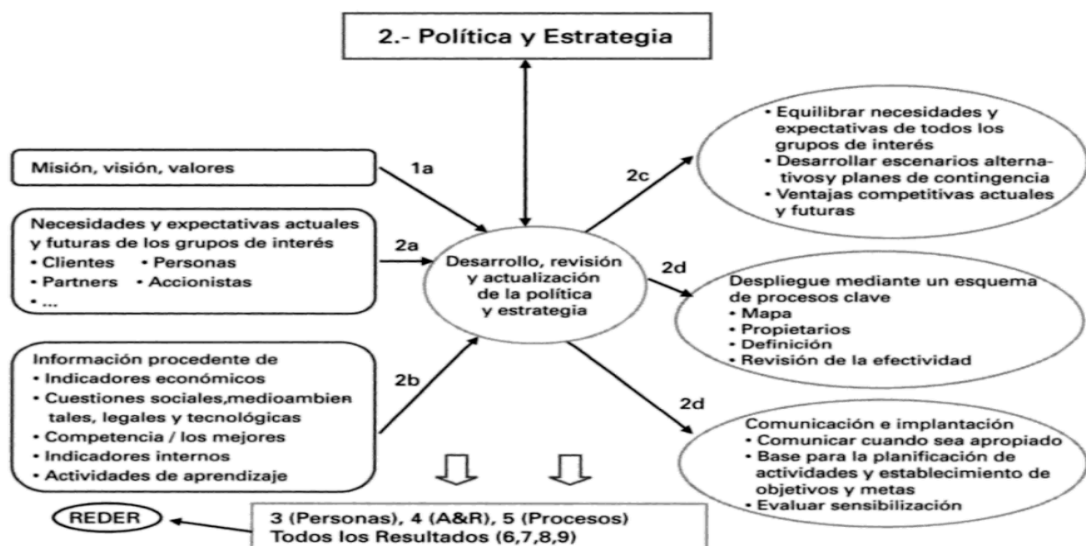 2.- Política y Estrategia
Misión, visión, valores
1a
Necesidades y expectativas actuales
y futuras de los grupos de interés
• Clientes • Personas
• Partners • Accionistas
• ...
2a
Información procedente de
• Indicadores económicos
• Cuestiones sociales,medioambien
tales, legales y tecnológicas
• Competencia / los mejores
• Indicadores internos
• Actividades de aprendizaje
2b
Desarrollo, revisión
y actualización
de la política
y estrategia
2c
• Equilibrar necesidades y
expectativas de todos los
grupos de interés
• Desarrollar escenarios alterna-
tivos y planes de contingencia
• Ventajas competitivas actuales
y futuras
2d
Despliegue mediante un esquema
de procesos clave
• Mapa
• Propietarios
• Definición
• Revisión de la efectividad
2d
Comunicación e implantación
• Comunicar cuando sea apropiado
• Base para la planificación de
actividades y establecimiento de
objetivos y metas
• Evaluar sensibilización
REDER
3 (Personas), 4 (A&R), 5 (Procesos)
Todos los Resultados (6,7,8,9)